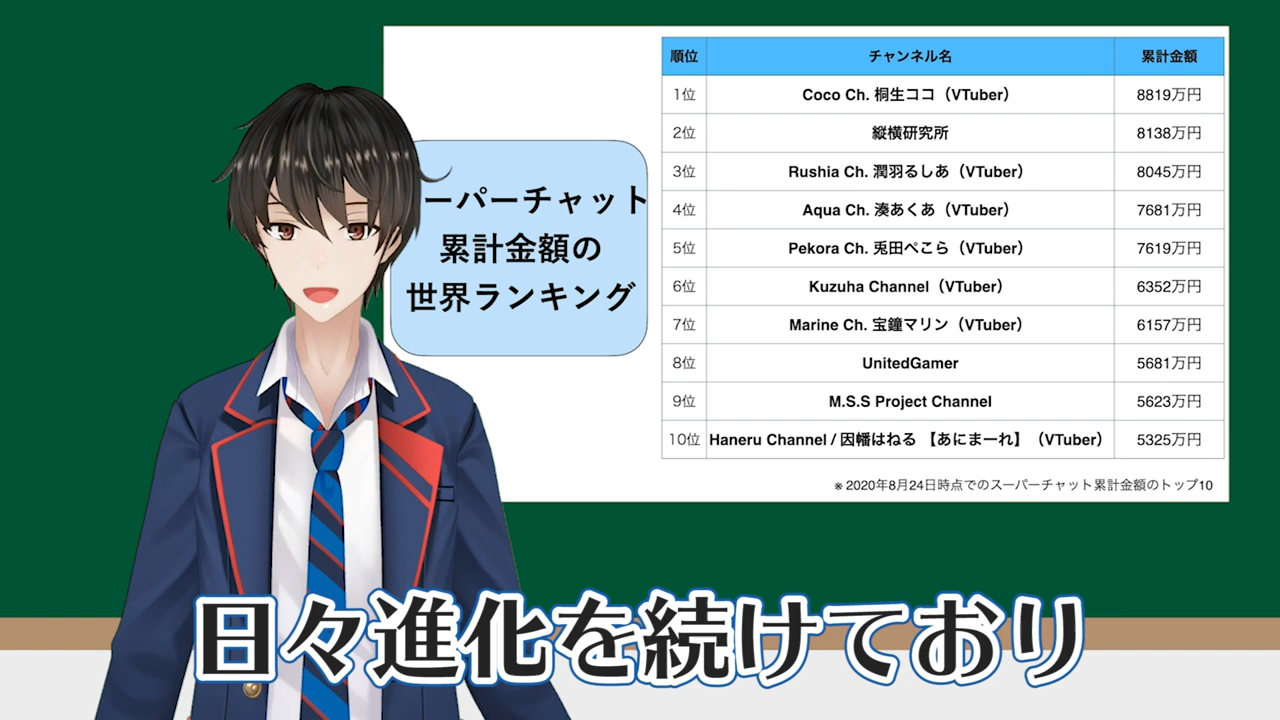 ーパーチャット
累計金額の
世界ランキング
順位 チャンネル名 累計金額
1位 Coco Ch. 桐生ココ（VTuber） 8819万円
2位 縦横研究所 8138万円
3位 Rushia Ch. 潤羽るしあ（VTuber） 8045万円
4位 Aqua Ch. 湊あくあ（VTuber） 7681万円
5位 Pekora Ch. 兎田ぺこら（VTuber） 7619万円
6位 Kuzuha Channel（VTuber） 6352万円
7位 Marine Ch. 宝鐘マリン（VTuber） 6157万円
8位 UnitedGamer 5681万円
9位 M.S.S Project Channel 5623万円
10位 Haneru Channel / 因幡はねる 【あにまーれ】（VTuber） 5325万円
※ 2020年8月24日時点でのスーパーチャット累計金額のトップ10
日々進化を続けており